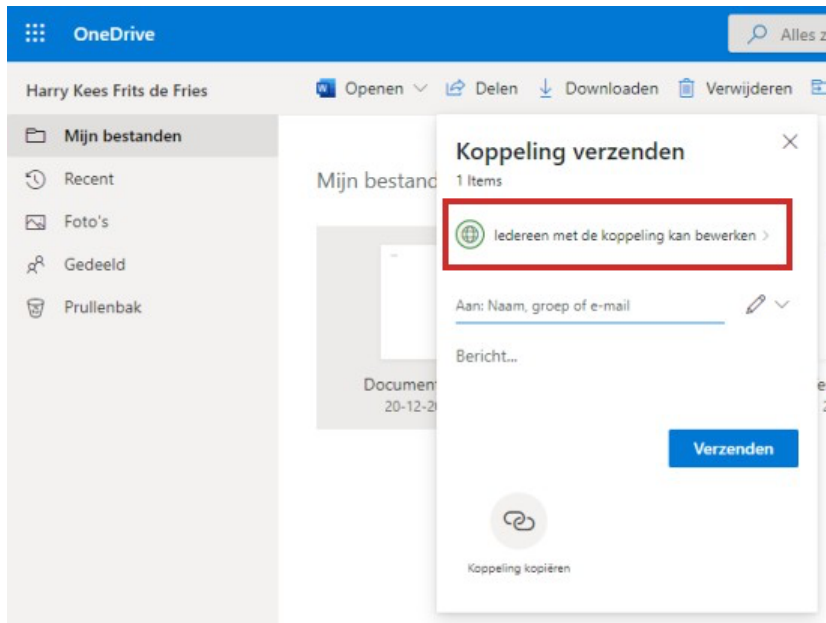 OneDrive
Alles z
Harry Kees Frits de Fries
Openen
Delen
Downloaden
Verwijderen
Mijn bestanden
Recent
Foto's
Gedeeld
Prullenbak
Mijn bestand
Documen
20-12-2
Koppeling verzenden
1 Items
Iedereen met de koppeling kan bewerken
Aan: Naam, groep of e-mail
Bericht...
Verzenden
Koppeling kopiëren